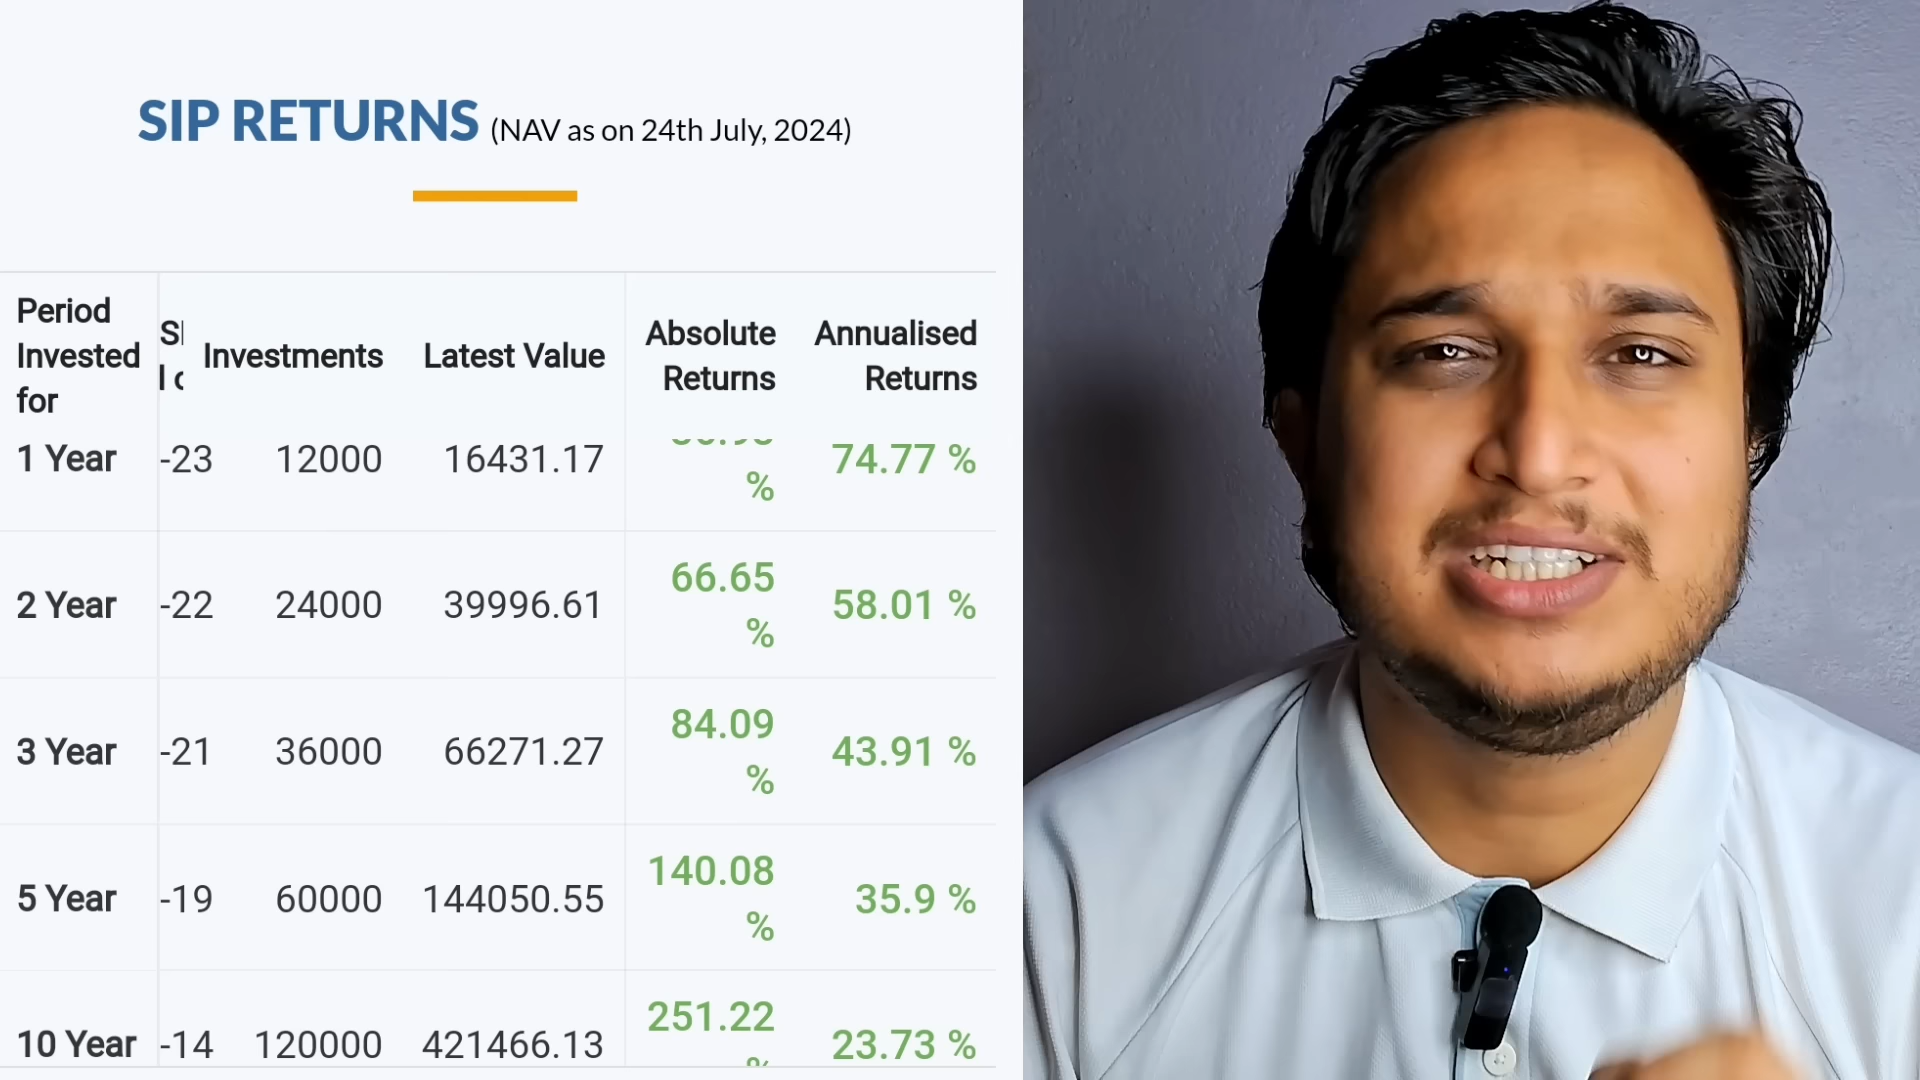 SIP RETURNS (NAV as on 24th July, 2024)
Period Invested for
Investments
Latest Value
Absolute Returns
Annualised Returns
1 Year -23 12000 16431.17 % 74.77 %
2 Year -22 24000 39996.61 66.65 % 58.01 %
3 Year -21 36000 66271.27 84.09 % 43.91 %
5 Year -19 60000 144050.55 140.08 % 35.9 %
10 Year -14 120000 421466.13 251.22 % 23.73 %